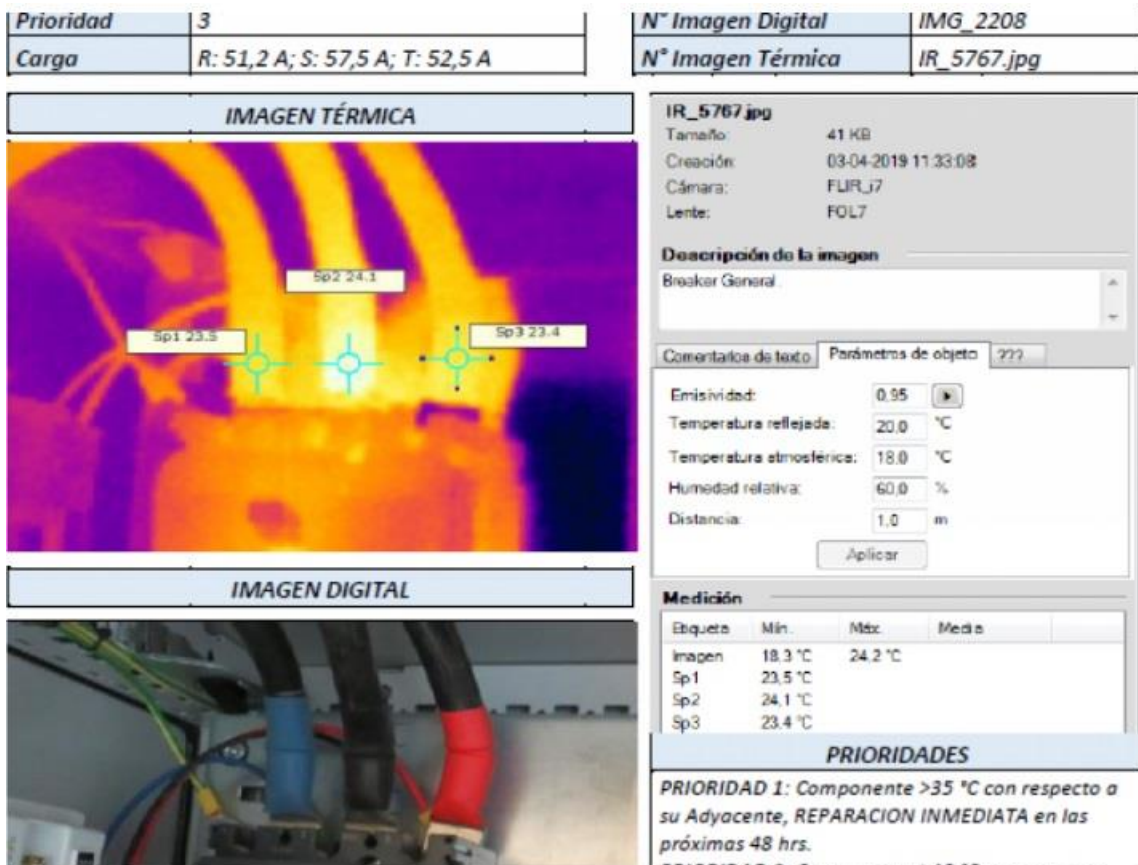 Prioridad 3
N° Imagen Digital IMG_2208
Carga R: 51,2 A; S: 57,5 A; T: 52,5 A
N° Imagen Térmica IR_5767.jpg
IMAGEN TÉRMICA
Sp2 24.1
Sp1 23.5
Sp3 23.4
IR_5767.jpg
Tamaño: 41 KB
Creación: 03-04-2019 11:33:08
Cámara: FLIR_i7
Lente: FOL7
Descripción de la imagen
Breaker General.
Comentarios de texto Parámetros de objeto ???
Emisividad: 0,95
Temperatura reflejada: 20,0 °C
Temperatura atmosférica: 18,0 °C
Humedad relativa: 60,0 %
Distancia: 1,0 m
Aplicar
IMAGEN DIGITAL
Medición
Etiqueta Mín. Máx. Media
Imagen 18,3 °C 24,2 °C
Sp1 23,5 °C
Sp2 24,1 °C
Sp3 23,4 °C
PRIORIDADES
PRIORIDAD 1: Componente >35 °C con respecto a
su Adyacente, REPARACION INMEDIATA en las
próximas 48 hrs.